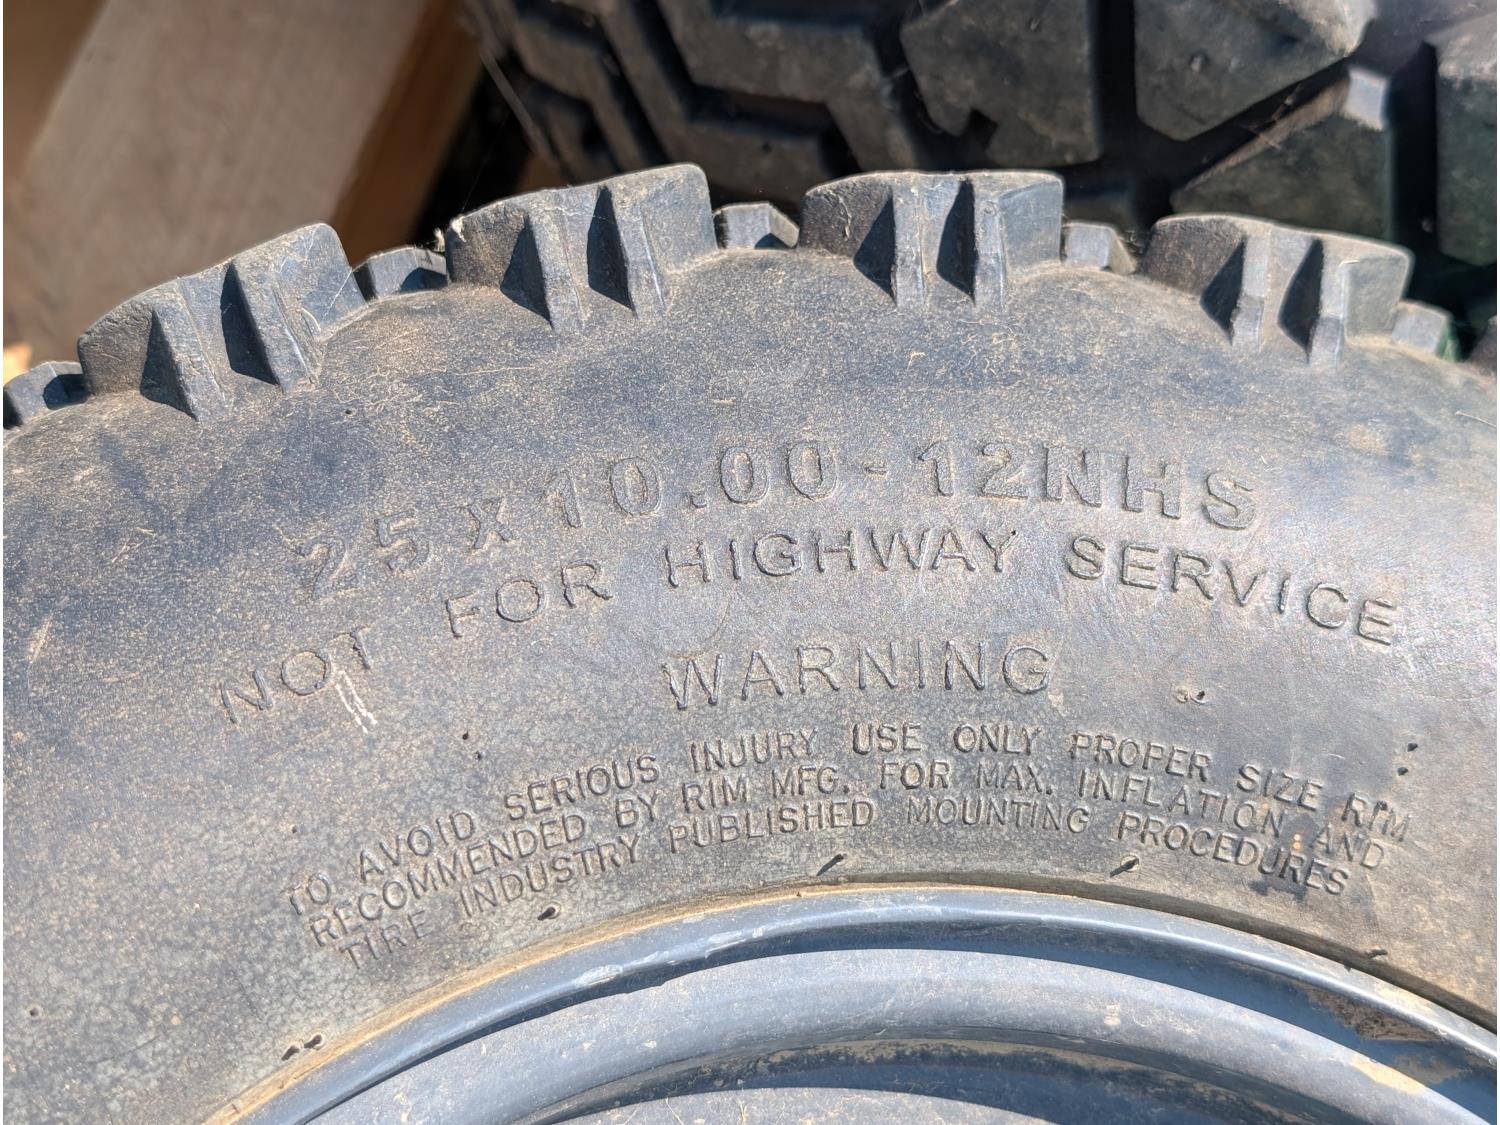 25x10.00-12NHS
NOT FOR HIGHWAY SERVICE
WARNING
TO AVOID SERIOUS INJURY USE ONLY PROPER SIZE RIM
RECOMMENDED BY RIM MFG. FOR MAX. INFLATION AND
TIRE INDUSTRY PUBLISHED MOUNTING PROCEDURES